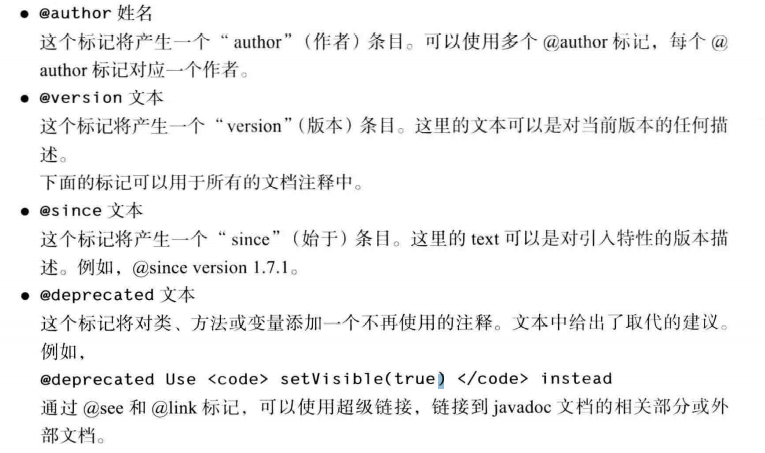 • @author 姓名
这个标记将产生一个“ author”（作者）条目。可以使用多个 @author 标记，每个 @
author 标记对应一个作者。
• @version 文本
这个标记将产生一个“version”（版本）条目。这里的文本可以是对当前版本的任何描
述。
下面的标记可以用于所有的文档注释中。
• @since 文本
这个标记将产生一个“ since”（始于）条目。这里的 text 可以是对引入特性的版本描
述。例如，@since version 1.7.1。
• @deprecated 文本
这个标记将对类、方法或变量添加一个不再使用的注释。文本中给出了取代的建议。
例如，
@deprecated Use <code> setVisible(true) </code> instead
通过 @see 和 @link 标记，可以使用超级链接，链接到 javadoc 文档的相关部分或外
部文档。